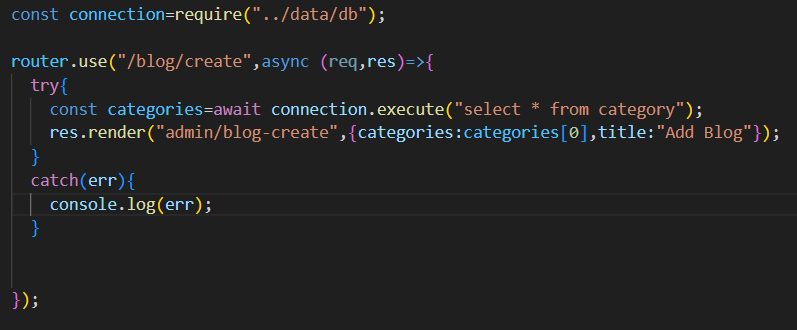 const connection=require("../data/db");
router.use("/blog/create",async (req,res)=>{
try{
const categories=await connection.execute("select * from category");
res.render("admin/blog-create",{categories:categories[0],title:"Add Blog"});
}
catch(err){
console.log(err);
}
});